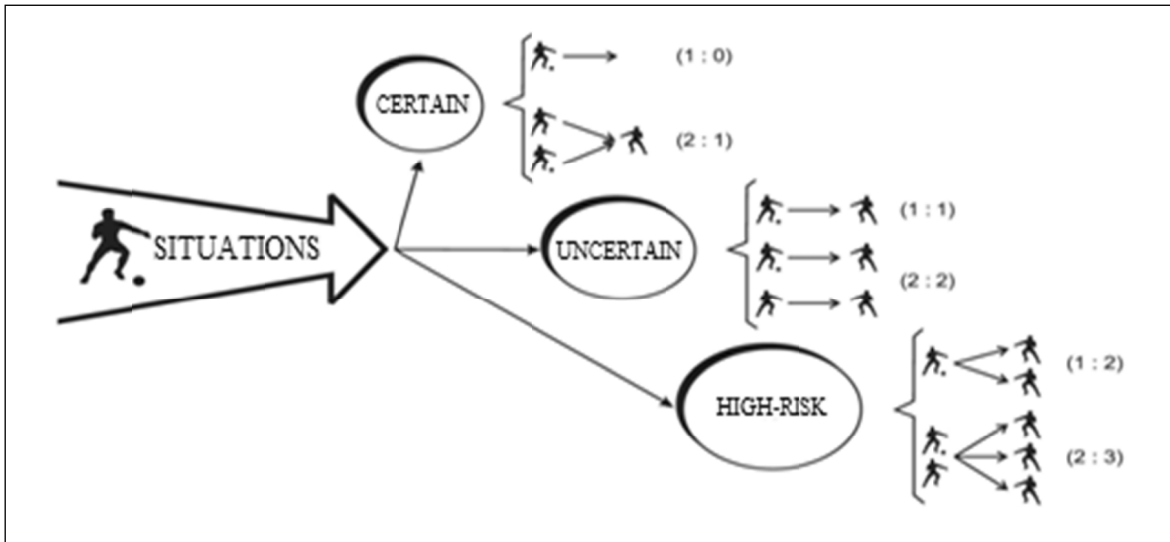 CERTAIN
(1 : 0)
(2 : 1)
SITUATIONS
UNCERTAIN
(1 : 1)
(2 : 2)
HIGH-RISK
(1 : 2)
(2 : 3)